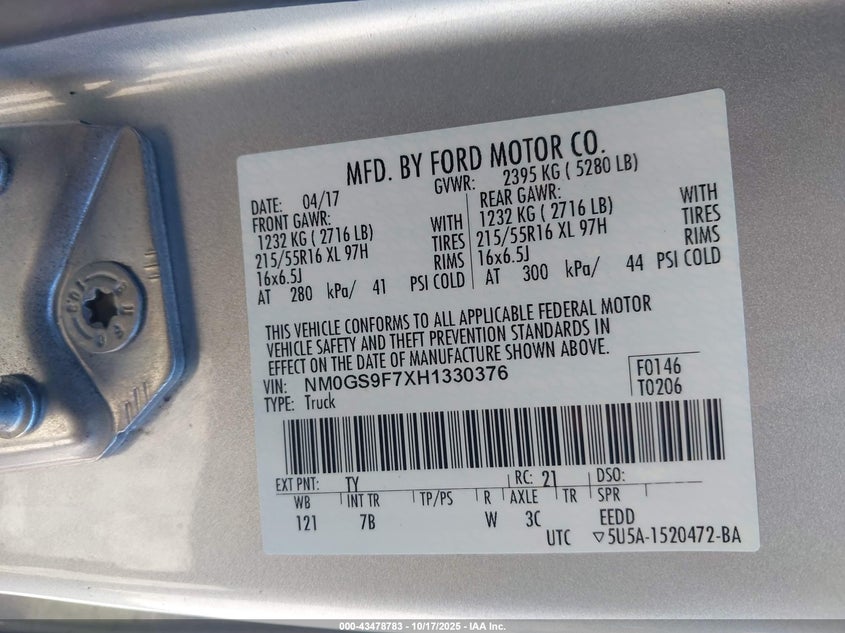 MFD. BY FORD MOTOR CO.
DATE: 04/17 GVWR: 2395 KG ( 5280 LB)
FRONT GAWR: REAR GAWR:
1232 KG ( 2716 LB) WITH 1232 KG ( 2716 LB) WITH
215/55R16 XL 97H TIRES 215/55R16 XL 97H TIRES
16x6.5J RIMS 16x6.5J RIMS
AT 280 kPa/ 41 PSI COLD AT 300 kPa/ 44 PSI COLD
THIS VEHICLE CONFORMS TO ALL APPLICABLE FEDERAL MOTOR
VEHICLE SAFETY AND THEFT PREVENTION STANDARDS IN
EFFECT ON THE DATE OF MANUFACTURE SHOWN ABOVE.
VIN: NM0GS9F7XH1330376 F0146
TYPE: Truck T0206
EXT PNT: TY RC: 21 DSO:
WB INT TR TP/PS R AXLE TR SPR
121 7B W 3C EEDD
UTC ▽5U5A-1520472-BA
000-43478783 - 10/17/2025 - IAA Inc.